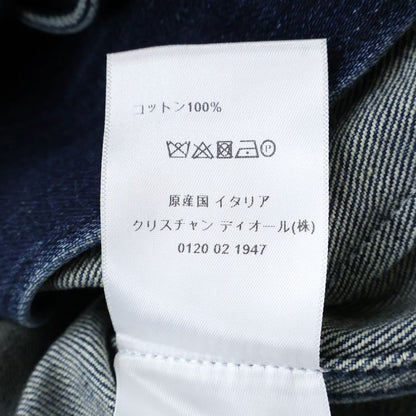 コットン100%
P
原産国 イタリア
クリスチャン ディオール(株)
0120 02 1947